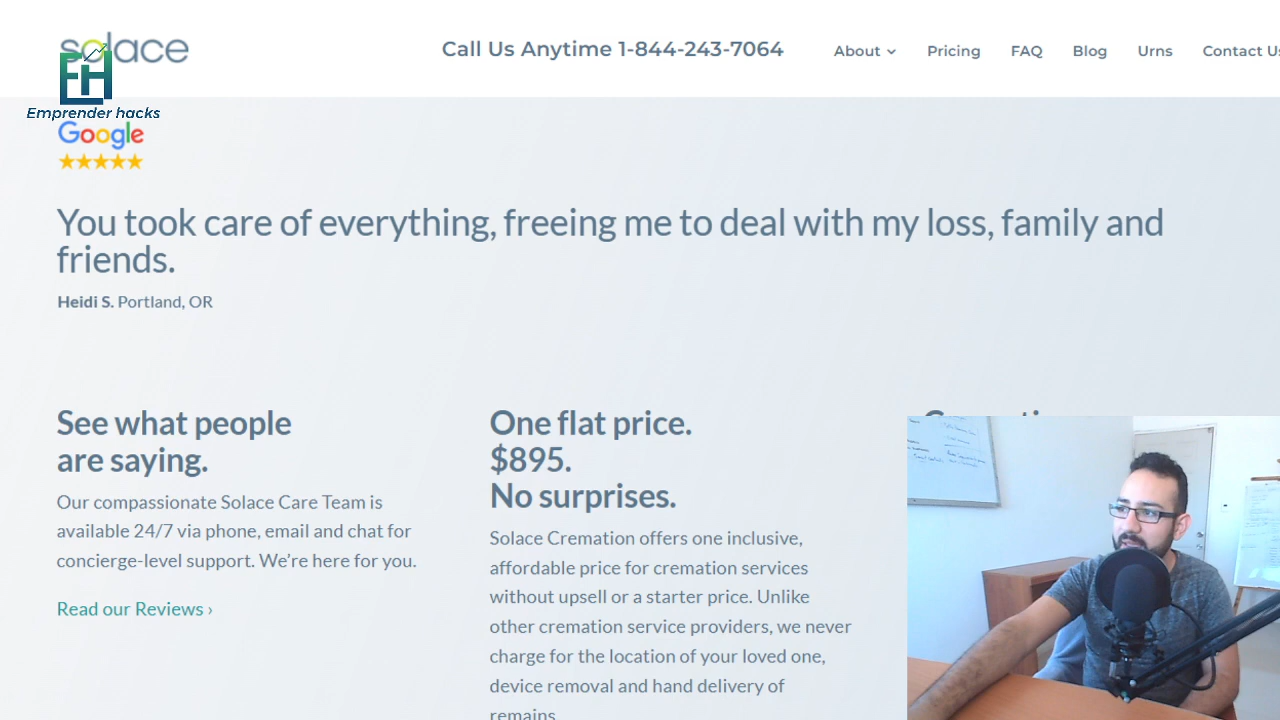 solace
Call Us Anytime 1-844-243-7064
About
Pricing
FAQ
Blog
Urns
Contact Us
EH
Emprender hacks
Google
You took care of everything, freeing me to deal with my loss, family and
friends.
Heidi S. Portland, OR
See what people
are saying.
Our compassionate Solace Care Team is
available 24/7 via phone, email and chat for
concierge-level support. We’re here for you.
Read our Reviews ›
One flat price.
$895.
No surprises.
Solace Cremation offers one inclusive,
affordable price for cremation services
without upsell or a starter price. Unlike
other cremation service providers, we never
charge for the location of your loved one,
device removal and hand delivery of
remains